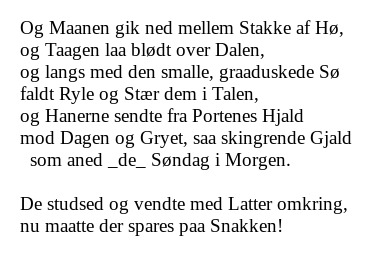 Og Maanen gik ned mellem Stakke af Hø,
og Taagen laa blødt over Dalen,
og langs med den smalle, graaduskede Sø
faldt Ryle og Stær dem i Talen,
og Hanerne sendte fra Portenes Hjald
mod Dagen og Gryet, saa skingrende Gjald
som aned _de_ Søndag i Morgen.

De studsed og vendte med Latter omkring,
nu maatte der spares paa Snakken!